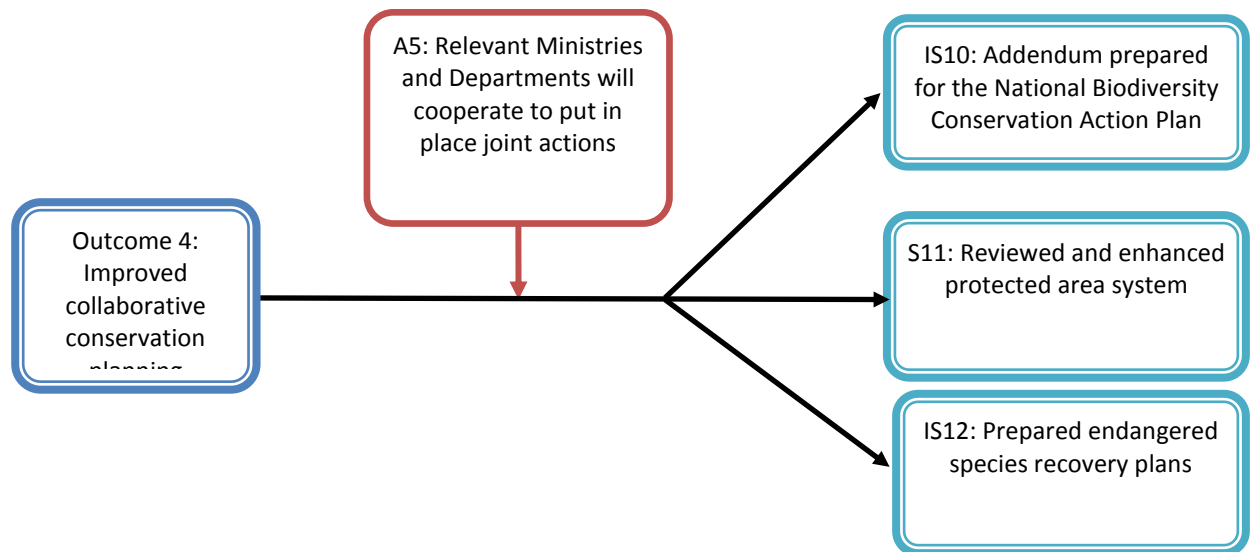 A5: Relevant Ministries
and Departments will
cooperate to put in
place joint actions
IS10: Addendum prepared
for the National Biodiversity
Conservation Action Plan
Outcome 4:
Improved
collaborative
conservation
planning
S11: Reviewed and enhanced
protected area system
IS12: Prepared endangered
species recovery plans